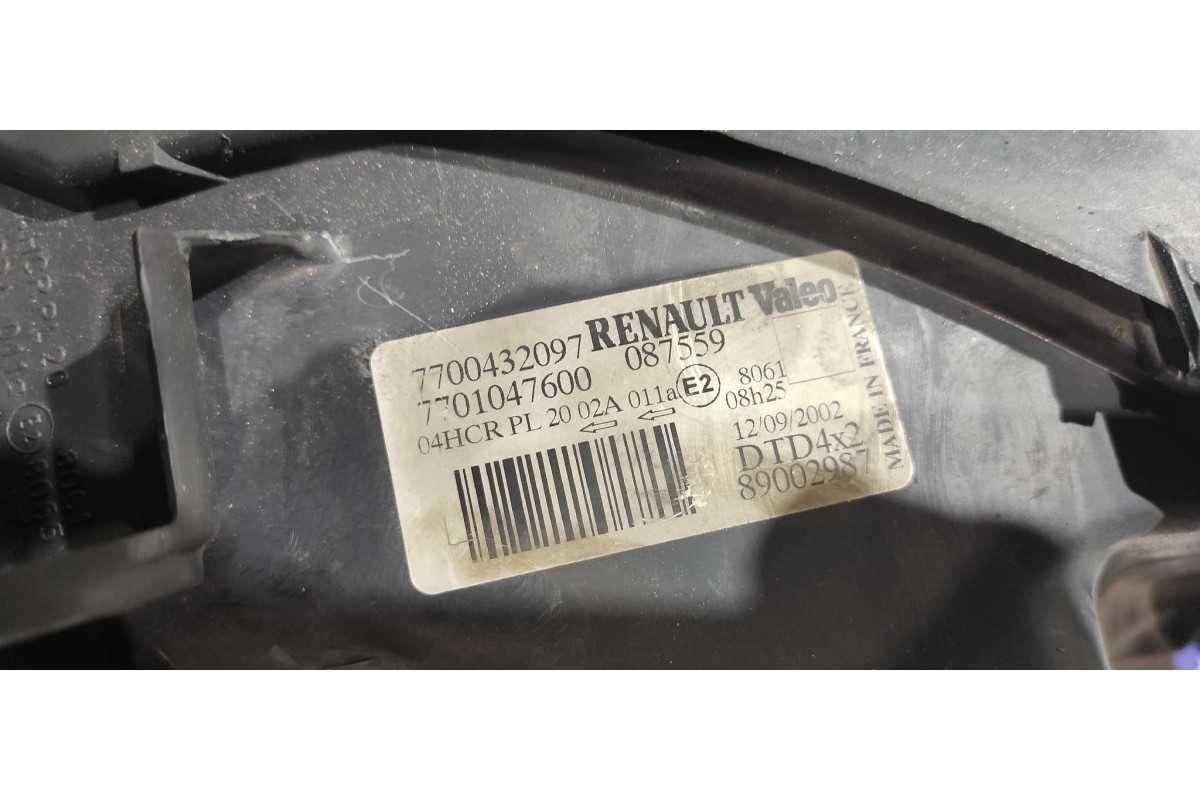 RENAULT Valeo
7700432097 087559
7701047600
04HCR PL 20 02A 011a E2 8061
08h25
12/09/2002
DTD4x2
89002987
MADE IN FRANCE